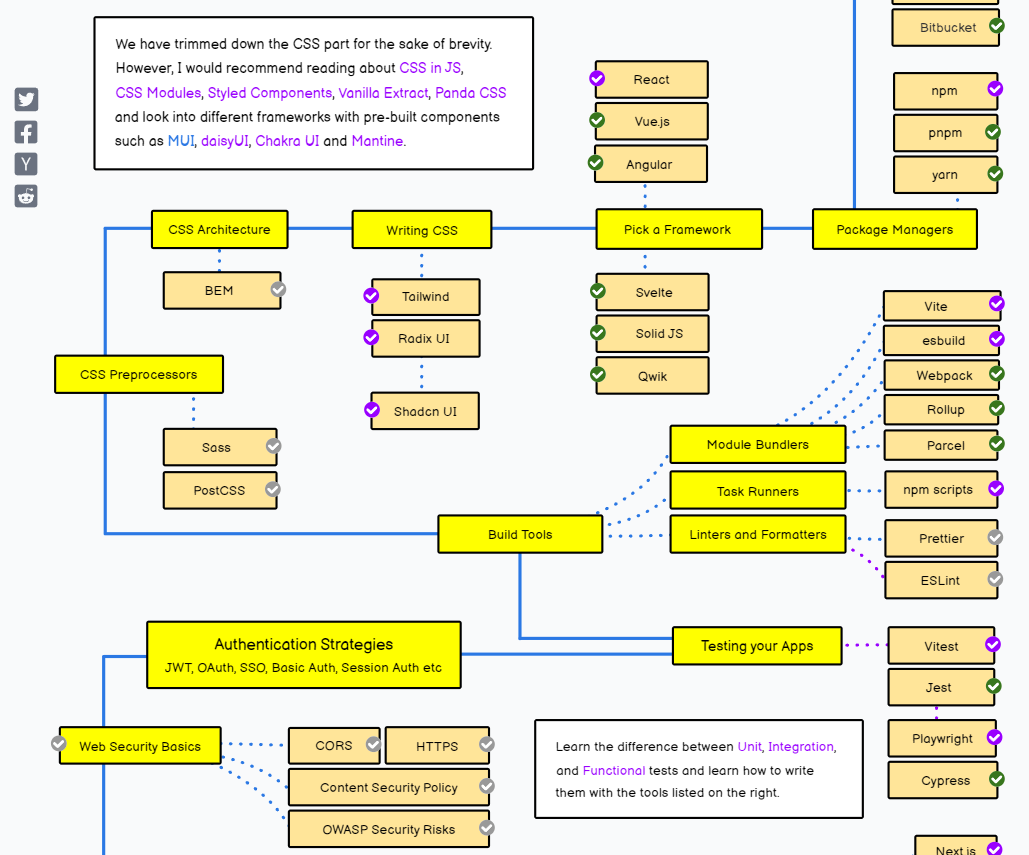 Bitbucket
We have trimmed down the CSS part for the sake of brevity.
However, I would recommend reading about CSS in JS,
CSS Modules, Styled Components, Vanilla Extract, Panda CSS
and look into different frameworks with pre-built components
such as MUI, daisyUI, Chakra UI and Mantine.
React
Vue.js
Angular
npm
pnpm
yarn
Y
CSS Architecture
Writing CSS
Pick a Framework
Package Managers
BEM
Tailwind
Radix UI
Shadcn UI
Svelte
Solid JS
Qwik
Vite
esbuild
Webpack
Rollup
Parcel
CSS Preprocessors
Sass
PostCSS
Module Bundlers
Task Runners
npm scripts
Build Tools
Linters and Formatters
Prettier
ESLint
Authentication Strategies
JWT, OAuth, SSO, Basic Auth, Session Auth etc
Testing your Apps
Vitest
Jest
Playwright
Cypress
Web Security Basics
CORS
HTTPS
Content Security Policy
OWASP Security Risks
Learn the difference between Unit, Integration,
and Functional tests and learn how to write
them with the tools listed on the right.
Next.js